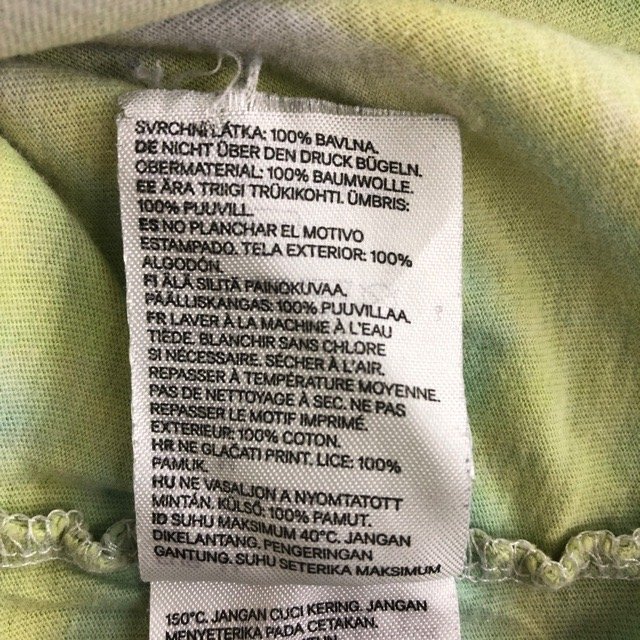 SVRCHNÍ LÁTKA: 100% BAVLNA.
DE NICHT ÜBER DEN DRUCK BÜGELN.
OBERMATERIAL: 100% BAUMWOLLE.
EE ÄRA TRIIGI TRÜKIKOHTI. ÜMBRIS:
100% PUUVILL.
ES NO PLANCHAR EL MOTIVO
ESTAMPADO. TELA EXTERIOR: 100%
ALGODÓN.
FI ÄLÄ SILITÄ PAINOKUVAA.
PÄÄLLISKANGAS: 100% PUUVILLAA.
FR LAVER À LA MACHINE À L'EAU
TIÈDE. BLANCHIR SANS CHLORE
SI NÉCESSAIRE. SÉCHER À L'AIR.
REPASSER À TEMPÉRATURE MOYENNE.
PAS DE NETTOYAGE À SEC. NE PAS
REPASSER LE MOTIF IMPRIMÉ.
EXTERIEUR: 100% COTON.
HR NE GLAČATI PRINT. LICE: 100%
PAMUK.
HU NE VASALJON A NYOMTATOTT
MINTÁN. KÜLSŐ: 100% PAMUT.
ID SUHU MAKSIMUM 40°C. JANGAN
DIKELANTANG. PENGERINGAN
GANTUNG. SUHU SETERIKA MAKSIMUM
150°C. JANGAN CUCI KERING. JANGAN
MENYETERIKA PADA CETAKAN.